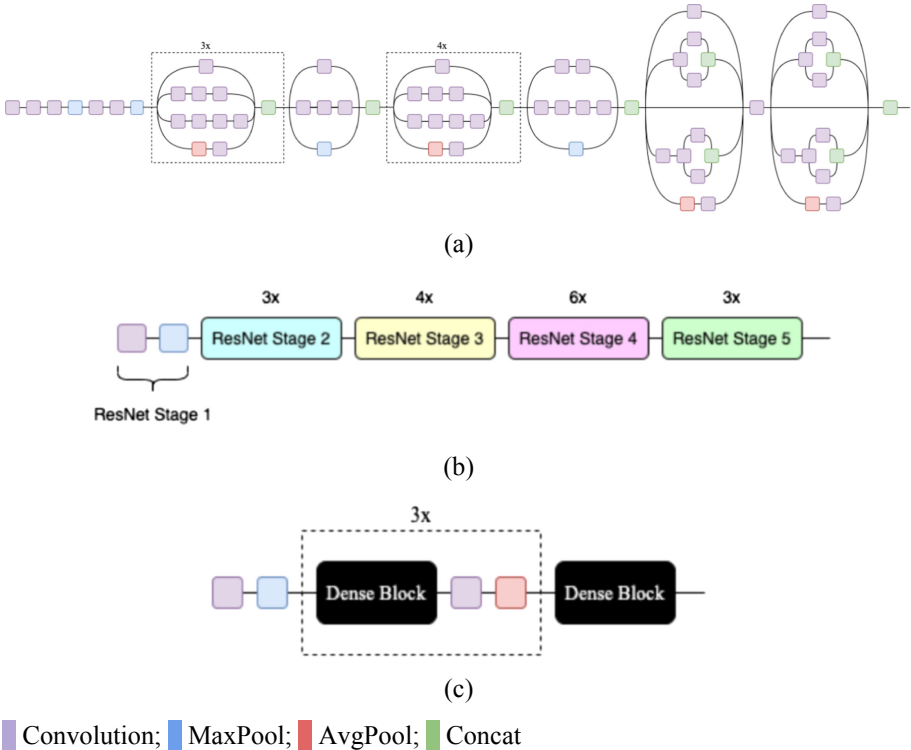 3x
4x
(a)
3x
4x
6x
3x
ResNet Stage 2
ResNet Stage 3
ResNet Stage 4
ResNet Stage 5
ResNet Stage 1
(b)
3x
Dense Block
Dense Block
(c)
Convolution; MaxPool; AvgPool; Concat